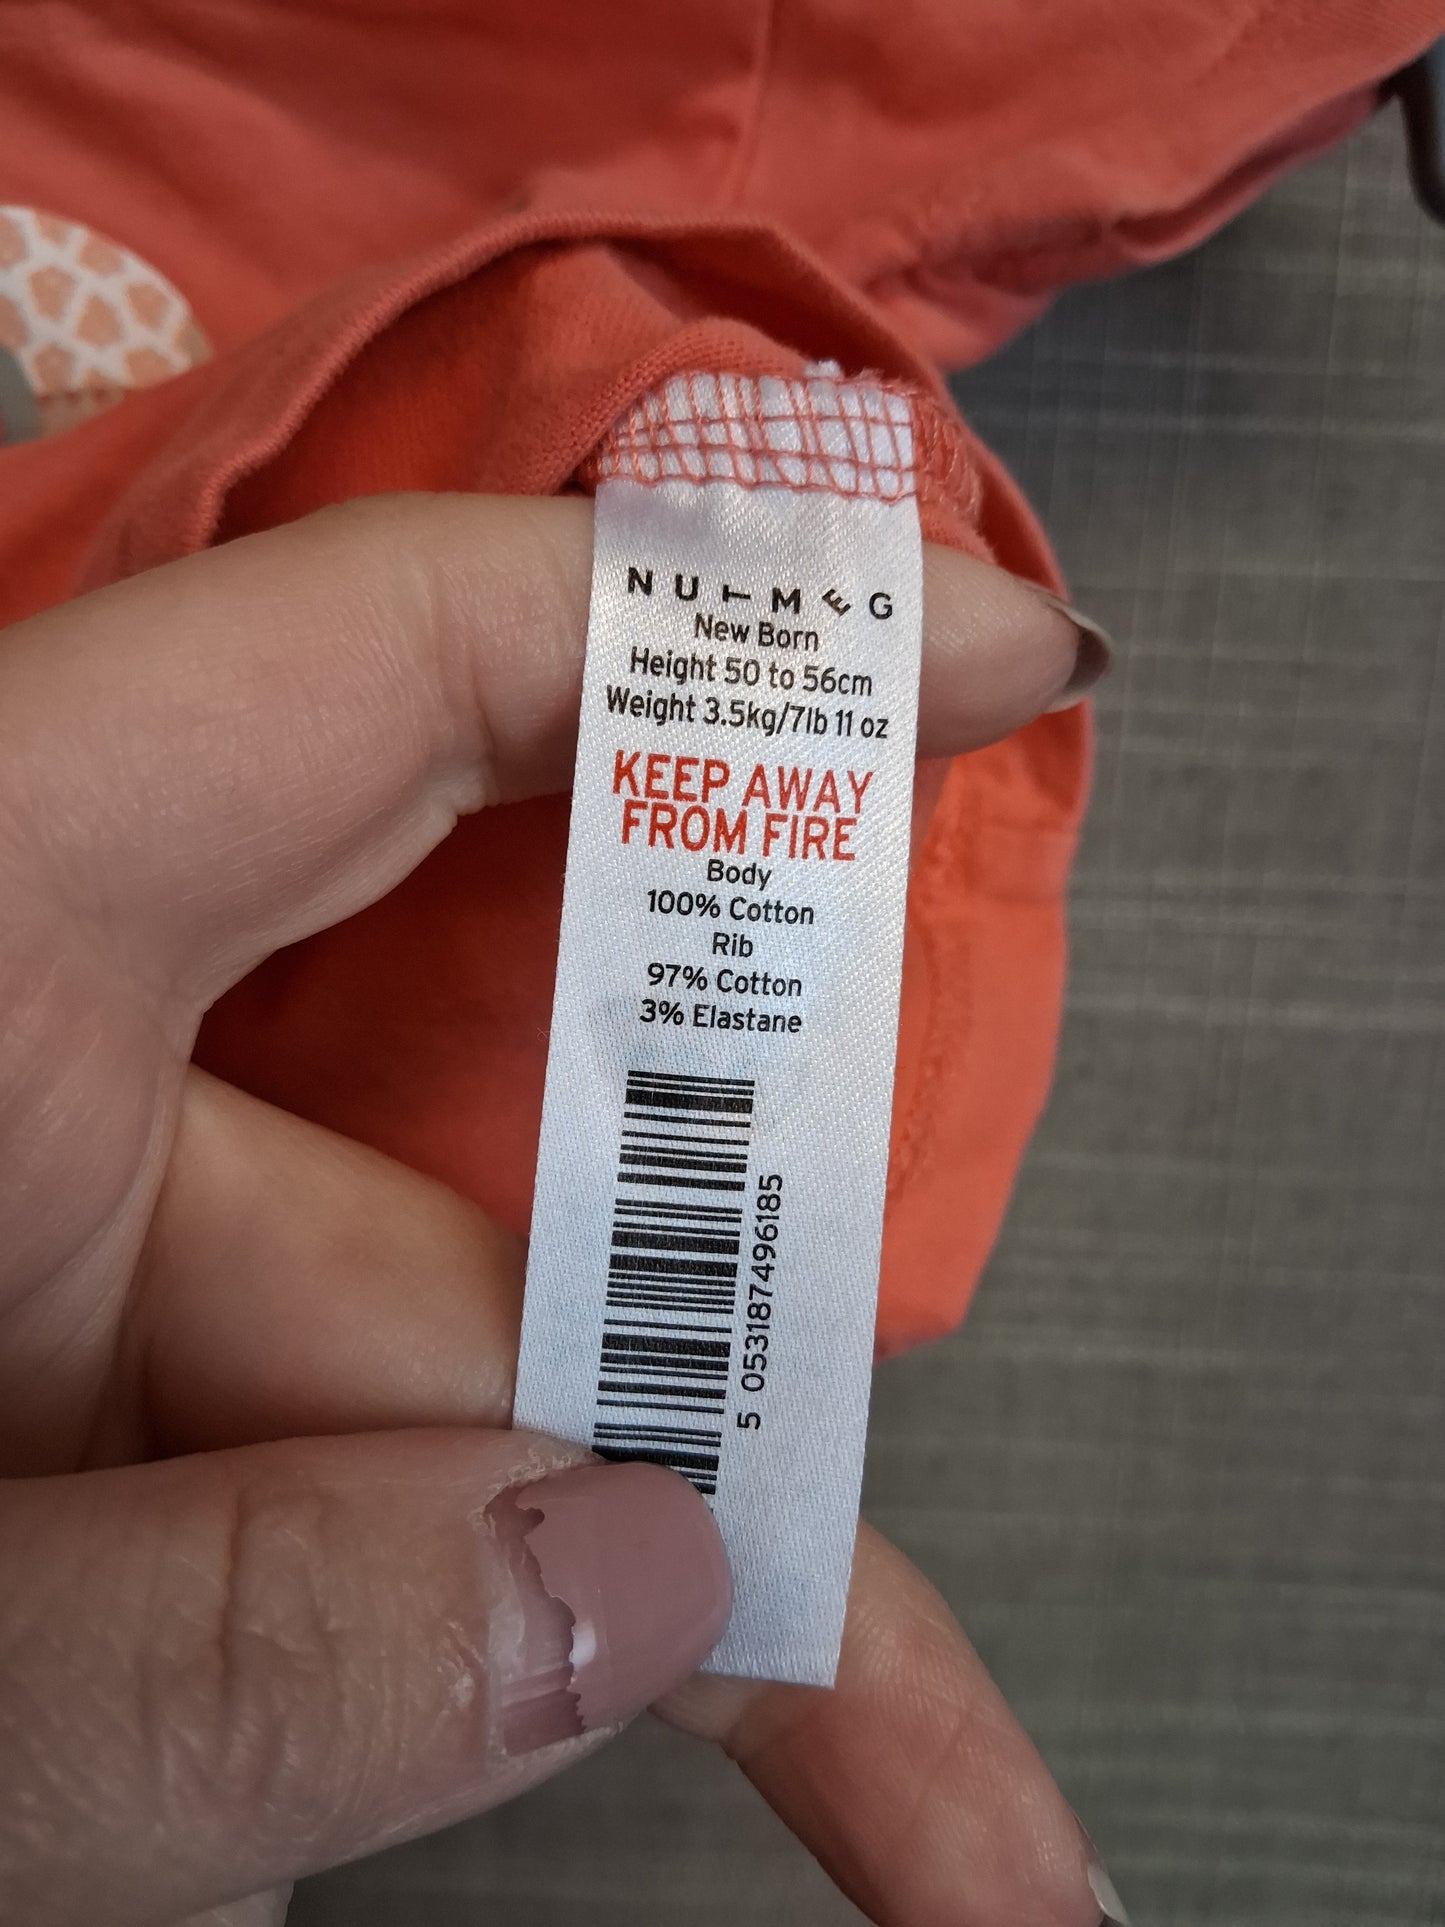 NUTMEG
New Born
Height 50 to 56cm
Weight 3.5kg/7lb 11 oz
KEEP AWAY
FROM FIRE
Body
100% Cotton
Rib
97% Cotton
3% Elastane
5 053187496185